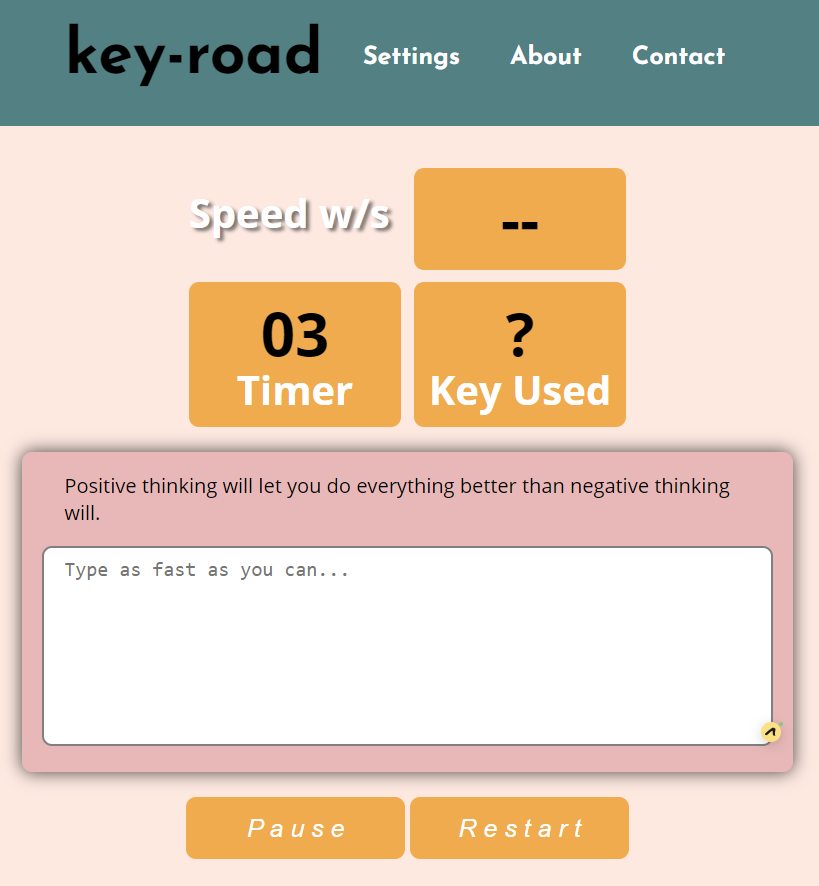 key-road
Settings
About
Contact
Speed w/s
--
03
Timer
?
Key Used
Positive thinking will let you do everything better than negative thinking
will.
Type as fast as you can...
Pause
Restart